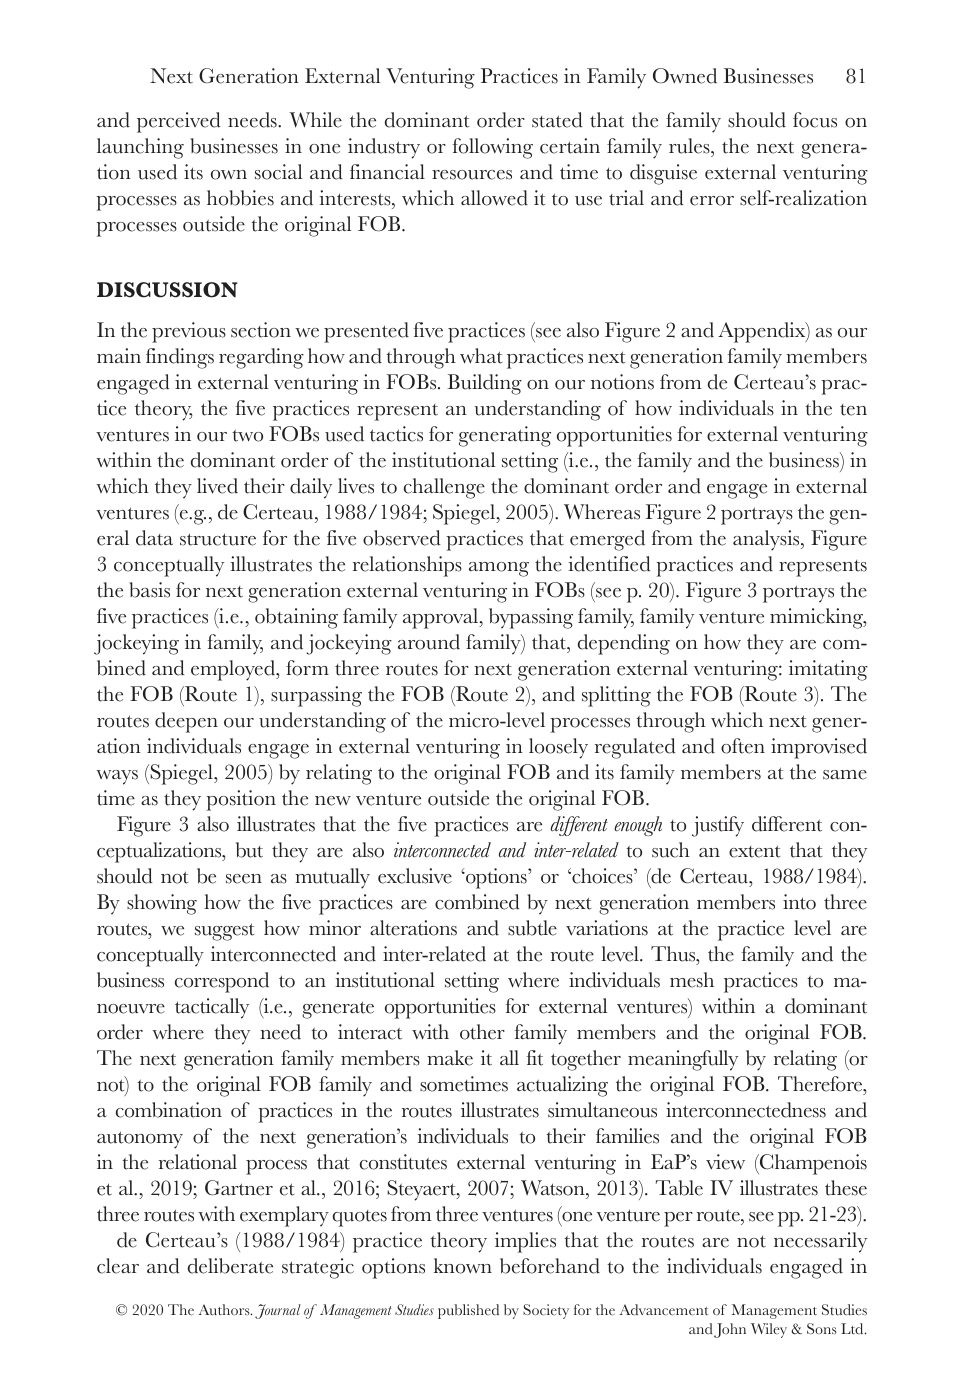 Next Generation External Venturing Practices in Family Owned Businesses 81
and perceived needs. While the dominant order stated that the family should focus on
launching businesses in one industry or following certain family rules, the next genera-
tion used its own social and financial resources and time to disguise external venturing
processes as hobbies and interests, which allowed it to use trial and error self-realization
processes outside the original FOB.
DISCUSSION
In the previous section we presented five practices (see also Figure 2 and Appendix) as our
main findings regarding how and through what practices next generation family members
engaged in external venturing in FOBs. Building on our notions from de Certeau's prac-
tice theory, the five practices represent an understanding of how individuals in the ten
ventures in our two FOBs used tactics for generating opportunities for external venturing
within the dominant order of the institutional setting (i.e., the family and the business) in
which they lived their daily lives to challenge the dominant order and engage in external
ventures (e.g., de Certeau, 1988/1984; Spiegel, 2005). Whereas Figure 2 portrays the gen-
eral data structure for the five observed practices that emerged from the analysis, Figure
3 conceptually illustrates the relationships among the identified practices and represents
the basis for next generation external venturing in FOBs (see p. 20). Figure 3 portrays the
five practices (i.e., obtaining family approval, bypassing family, family venture mimicking,
jockeying in family, and jockeying around family) that, depending on how they are com-
bined and employed, form three routes for next generation external venturing: imitating
the FOB (Route 1), surpassing the FOB (Route 2), and splitting the FOB (Route 3). The
routes deepen our understanding of the micro-level processes through which next gener-
ation individuals engage in external venturing in loosely regulated and often improvised
ways (Spiegel, 2005) by relating to the original FOB and its family members at the same
time as they position the new venture outside the original FOB.
Figure 3 also illustrates that the five practices are different enough to justify different con-
ceptualizations, but they are also interconnected and inter-related to such an extent that they
should not be seen as mutually exclusive 'options' or 'choices' (de Certeau, 1988/1984).
By showing how the five practices are combined by next generation members into three
routes, we suggest how minor alterations and subtle variations at the practice level are
conceptually interconnected and inter-related at the route level. Thus, the family and the
business correspond to an institutional setting where individuals mesh practices to ma-
noeuvre tactically (i.e., generate opportunities for external ventures) within a dominant
order where they need to interact with other family members and the original FOB.
The next generation family members make it all fit together meaningfully by relating (or
not) to the original FOB family and sometimes actualizing the original FOB. Therefore,
a combination of practices in the routes illustrates simultaneous interconnectedness and
autonomy of the next generation's individuals to their families and the original FOB
in the relational process that constitutes external venturing in EaP's view (Champenois
et al., 2019; Gartner et al., 2016; Steyaert, 2007; Watson, 2013). Table IV illustrates these
three routes with exemplary quotes from three ventures (one venture per route, see pp. 21-23).
de Certeau's (1988/1984) practice theory implies that the routes are not necessarily
clear and deliberate strategic options known beforehand to the individuals engaged in
© 2020 The Authors. Journal of Management Studies published by Society for the Advancement of Management Studies
and John Wiley & Sons Ltd.